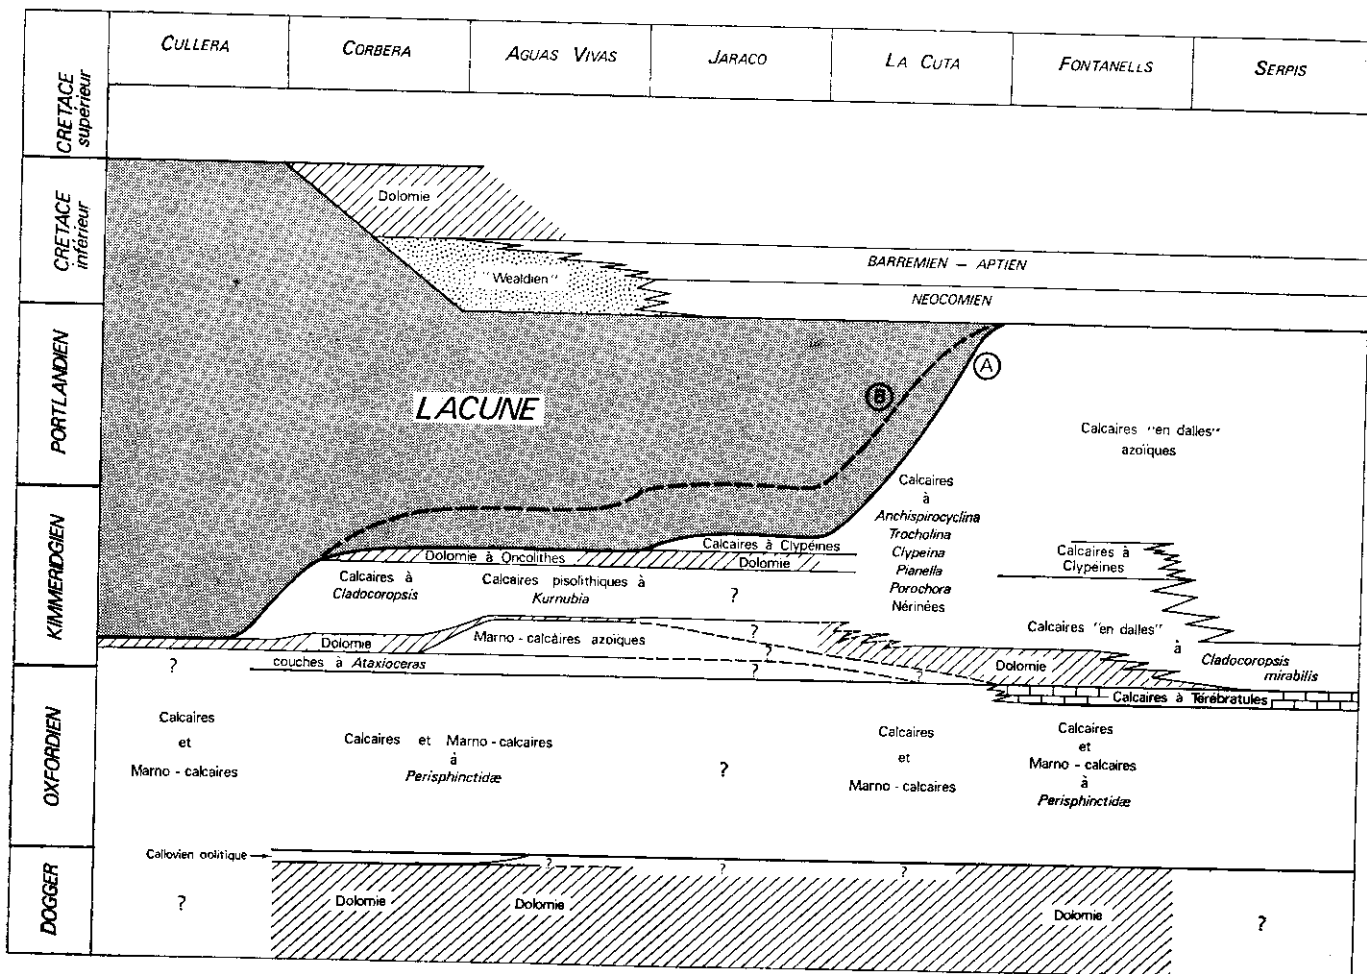 CULLERA
CORBERA
AGUAS VIVAS
JARACO
LA CUTA
FONTANELLS
SERPIS
CRETACE
supérieur
CRETACE
inférieur
PORTLANDIEN
KIMMERIDGIEN
OXFORDIEN
DOGGER
Dolomie
"Wealdien"
BARREMIEN – APTIEN
NEOCOMIEN
LACUNE
B
A
Calcaires "en dalles"
azoïques
Calcaires
à
Anchispirocyclina
Trocholina
Clypeina
Pianella
Porochora
Nérinées
Calcaires à Clypéines
Dolomie à Oncolithes
Dolomie
Calcaires à
Clypéines
Calcaires à
Cladocoropsis
Calcaires pisolithiques à
Kurnubia
?
Dolomie
Marno-calcaires azoïques
?
?
Calcaires "en dalles"
à
Cladocoropsis
mirabilis
Dolomie
?
couches à Ataxioceras
?
?
Calcaires à Térébratules
Calcaires
et
Marno - calcaires
Calcaires et Marno - calcaires
à
Perisphinctidæ
?
Calcaires
et
Marno - calcaires
Calcaires
et
Marno - calcaires
à
Perisphinctidæ
Callovien oolitique
?
?
?
?
Dolomie
Dolomie
Dolomie
?